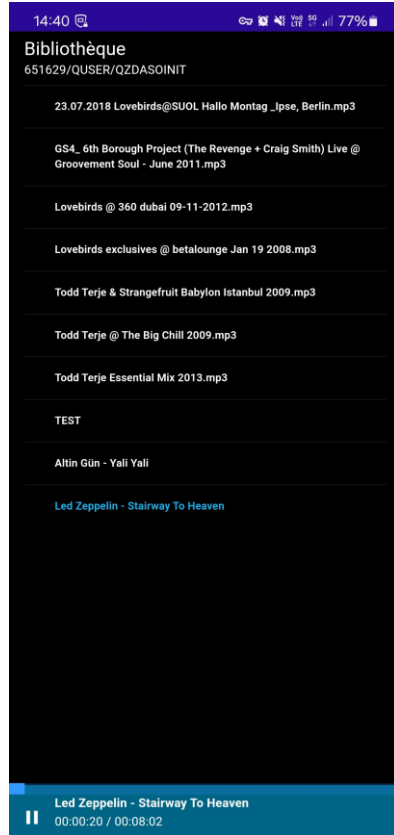 14:40 Vo)) LTE 5G 77%
Bibliothèque
651629/QUSER/QZDASOINIT
23.07.2018 Lovebirds@SUOL Hallo Montag _Ipse, Berlin.mp3
GS4_ 6th Borough Project (The Revenge + Craig Smith) Live @
Groovement Soul - June 2011.mp3
Lovebirds @ 360 dubai 09-11-2012.mp3
Lovebirds exclusives @ betalounge Jan 19 2008.mp3
Todd Terje & Strangefruit Babylon Istanbul 2009.mp3
Todd Terje @ The Big Chill 2009.mp3
Todd Terje Essential Mix 2013.mp3
TEST
Altin Gün - Yali Yali
Led Zeppelin - Stairway To Heaven
Led Zeppelin - Stairway To Heaven
00:00:20 / 00:08:02